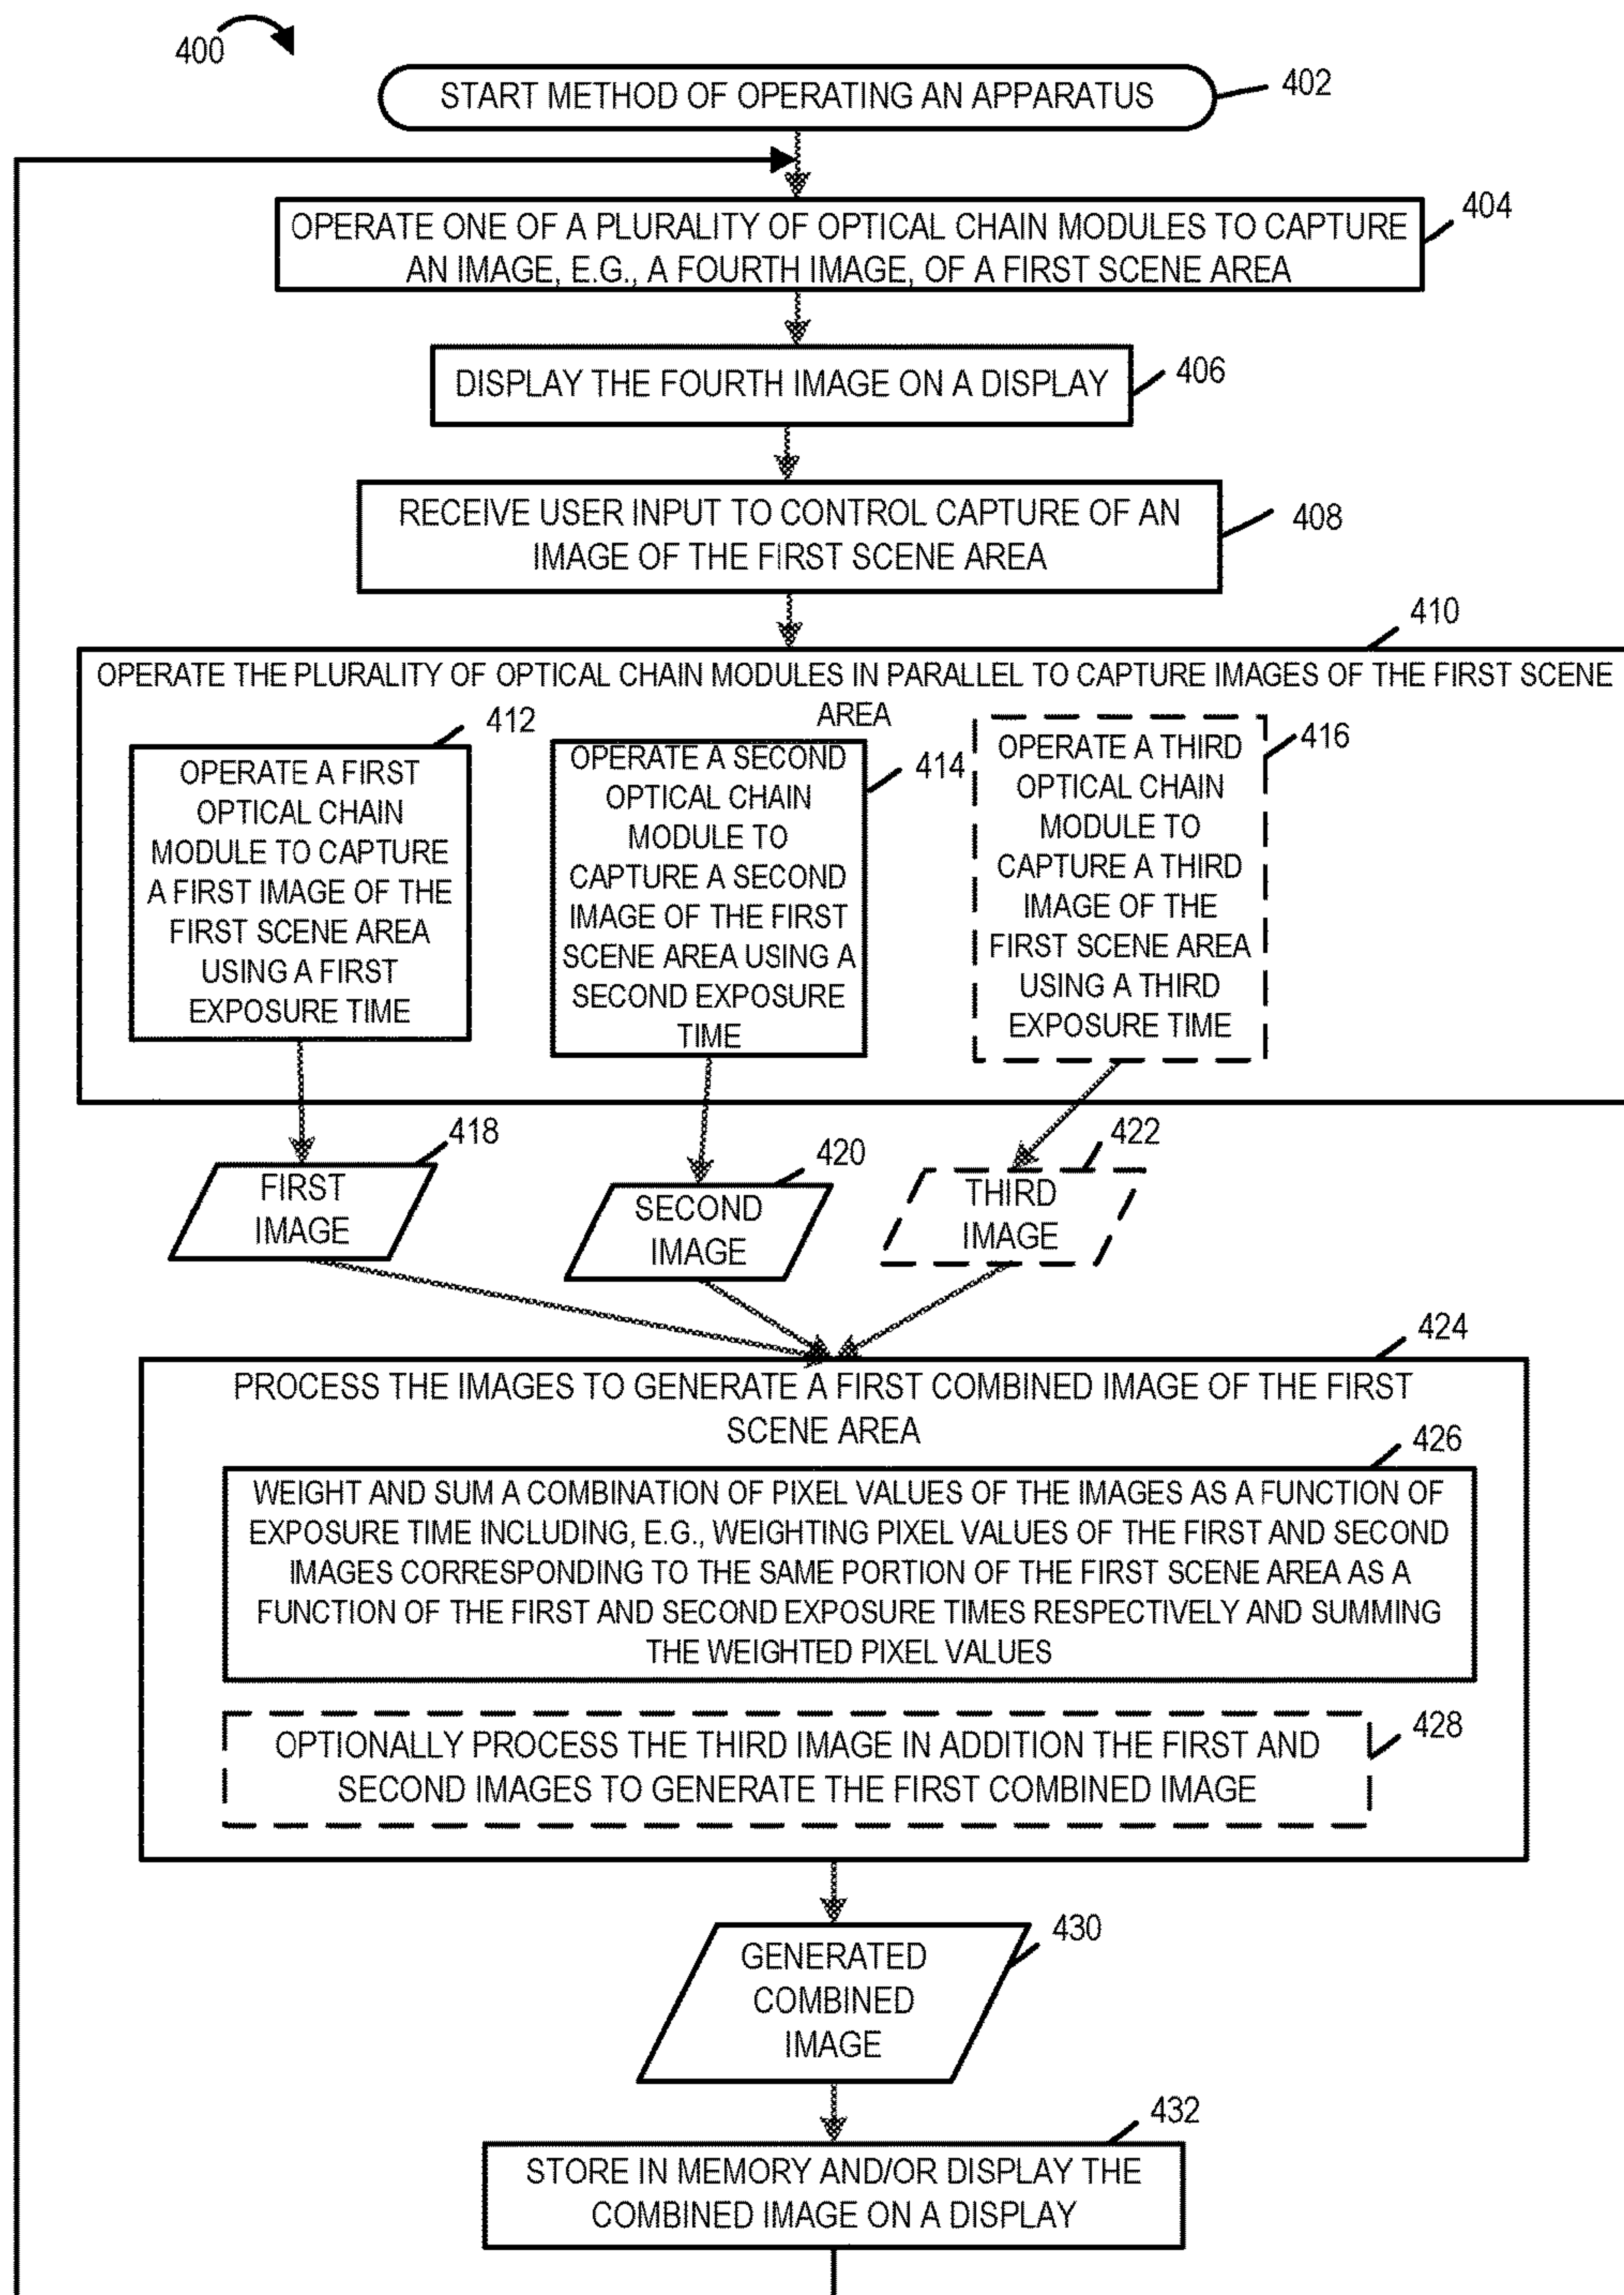 400
START METHOD OF OPERATING AN APPARATUS
402
OPERATE ONE OF A PLURALITY OF OPTICAL CHAIN MODULES TO CAPTURE
AN IMAGE, E.G., A FOURTH IMAGE, OF A FIRST SCENE AREA
404
DISPLAY THE FOURTH IMAGE ON A DISPLAY
406
RECEIVE USER INPUT TO CONTROL CAPTURE OF AN
IMAGE OF THE FIRST SCENE AREA
408
410
OPERATE THE PLURALITY OF OPTICAL CHAIN MODULES IN PARALLEL TO CAPTURE IMAGES OF THE FIRST SCENE
AREA
412
OPERATE A FIRST
OPTICAL CHAIN
MODULE TO CAPTURE
A FIRST IMAGE OF THE
FIRST SCENE AREA
USING A FIRST
EXPOSURE TIME
414
OPERATE A SECOND
OPTICAL CHAIN
MODULE TO
CAPTURE A SECOND
IMAGE OF THE FIRST
SCENE AREA USING A
SECOND EXPOSURE
TIME
416
OPERATE A THIRD
OPTICAL CHAIN
MODULE TO
CAPTURE A THIRD
IMAGE OF THE
FIRST SCENE AREA
USING A THIRD
EXPOSURE TIME
418
FIRST
IMAGE
420
SECOND
IMAGE
422
THIRD
IMAGE
424
PROCESS THE IMAGES TO GENERATE A FIRST COMBINED IMAGE OF THE FIRST
SCENE AREA
426
WEIGHT AND SUM A COMBINATION OF PIXEL VALUES OF THE IMAGES AS A FUNCTION OF
EXPOSURE TIME INCLUDING, E.G., WEIGHTING PIXEL VALUES OF THE FIRST AND SECOND
IMAGES CORRESPONDING TO THE SAME PORTION OF THE FIRST SCENE AREA AS A
FUNCTION OF THE FIRST AND SECOND EXPOSURE TIMES RESPECTIVELY AND SUMMING
THE WEIGHTED PIXEL VALUES
428
OPTIONALLY PROCESS THE THIRD IMAGE IN ADDITION THE FIRST AND
SECOND IMAGES TO GENERATE THE FIRST COMBINED IMAGE
430
GENERATED
COMBINED
IMAGE
432
STORE IN MEMORY AND/OR DISPLAY THE
COMBINED IMAGE ON A DISPLAY